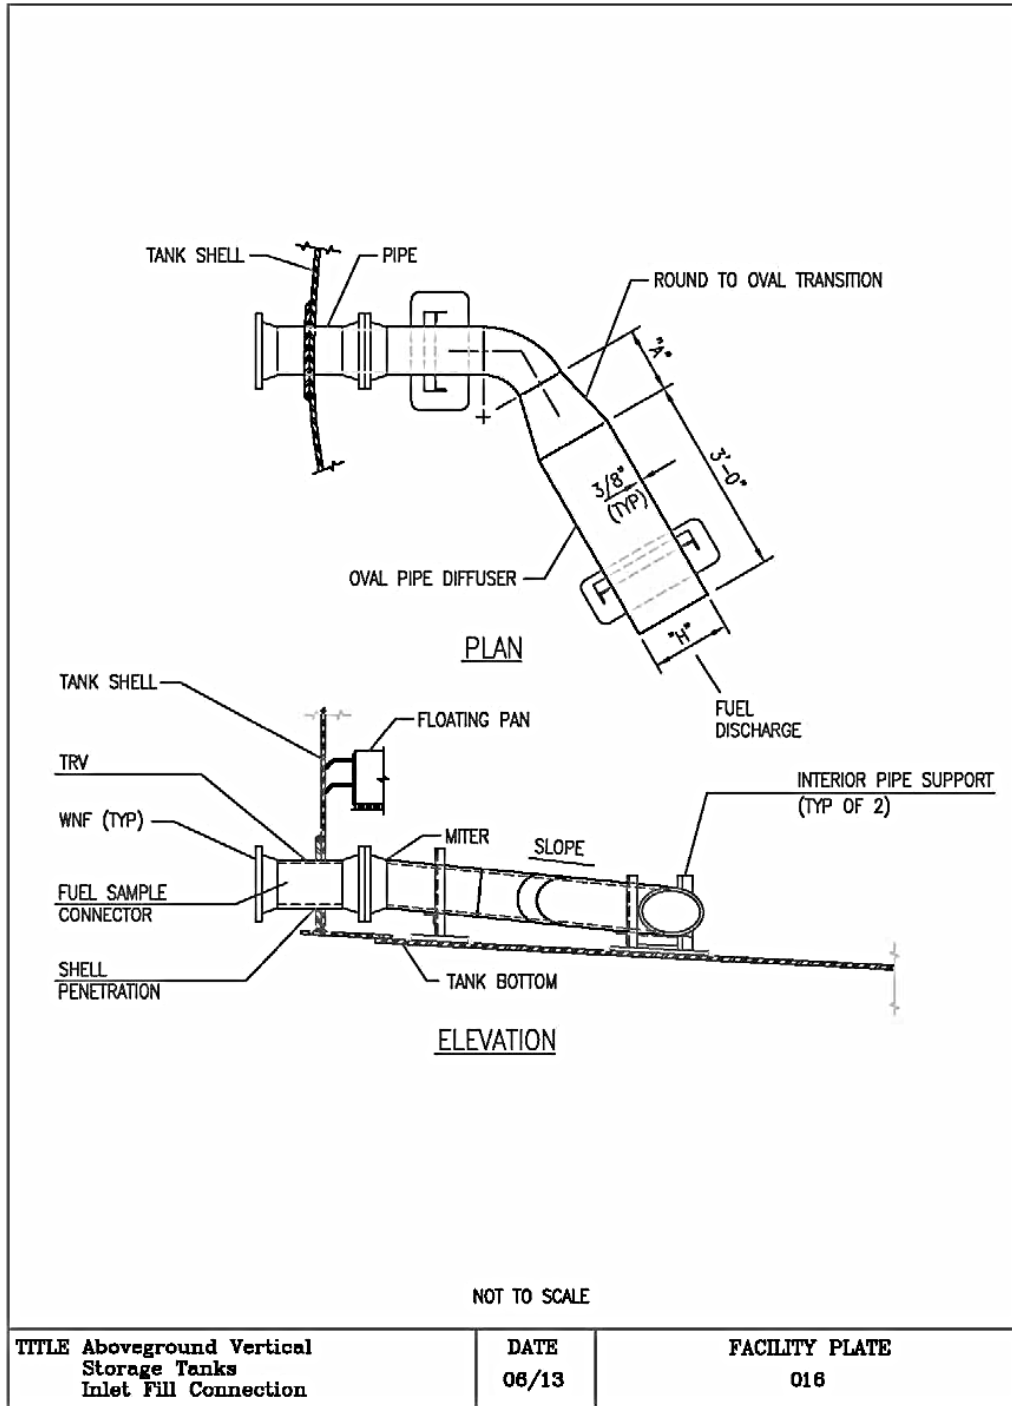 TANK SHELL
PIPE
ROUND TO OVAL TRANSITION
"A"
3'-0"
3/8"
(TYP)
OVAL PIPE DIFFUSER
"H"
PLAN
FUEL
DISCHARGE
TANK SHELL
FLOATING PAN
TRV
INTERIOR PIPE SUPPORT
(TYP OF 2)
WNF (TYP)
MITER
SLOPE
FUEL SAMPLE
CONNECTOR
SHELL
PENETRATION
TANK BOTTOM
ELEVATION
NOT TO SCALE
TITLE Aboveground Vertical
Storage Tanks
Inlet Fill Connection
DATE
06/13
FACILITY PLATE
016